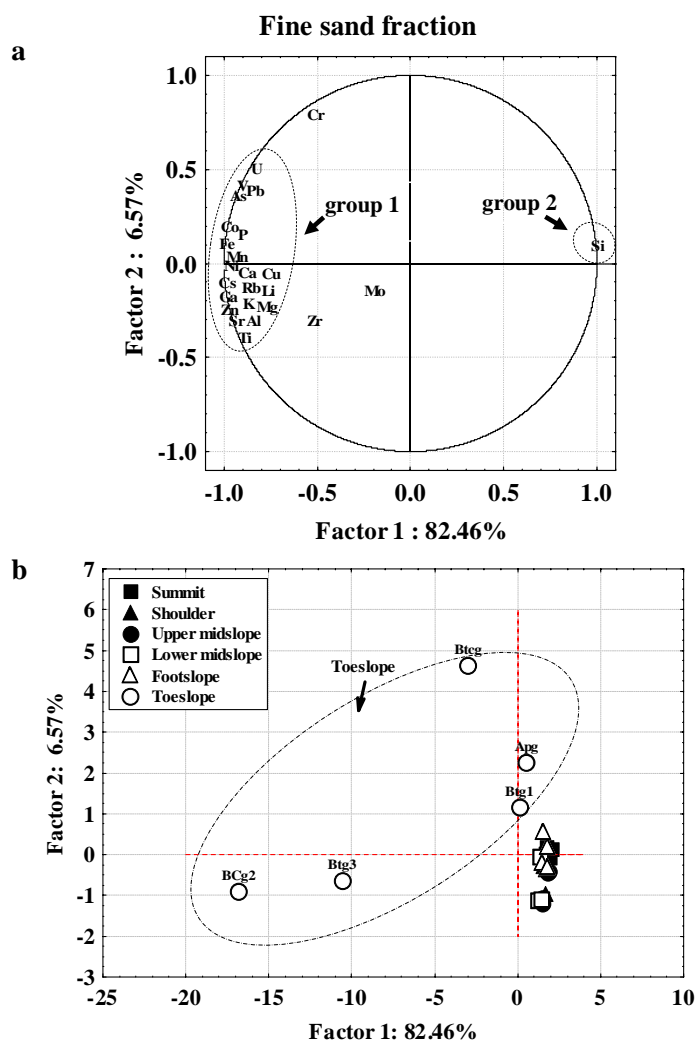 Fine sand fraction
a
1.0
0.5
0.0
-0.5
-1.0
Factor 2 : 6.57%
Cr
U
V
Pb
As
group 1
group 2
Co
P
Fe
Si
Mn
Ni
Ca
Cu
Cs
Rb
Li
Mo
Ga
K
Mg
Zn
Sr
Al
Zr
Ti
-1.0 -0.5 0.0 0.5 1.0
Factor 1 : 82.46%
b
7
6
5
4
3
2
1
0
-1
-2
-3
Factor 2: 6.57%
Summit
Shoulder
Upper midslope
Lower midslope
Footslope
Toeslope
Toeslope
Btcg
Apg
Btg1
Btg3
BCg2
-25 -20 -15 -10 -5 0 5 10
Factor 1: 82.46%